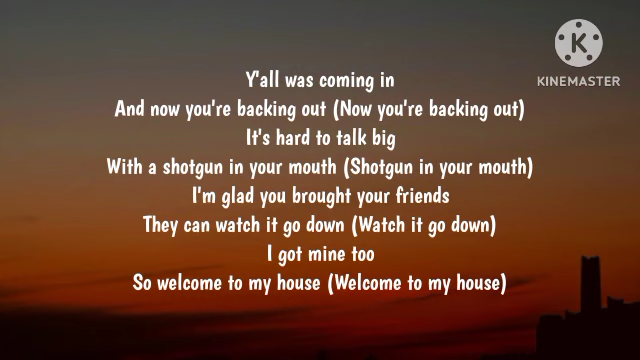 K
KINEMASTER
Y'all was coming in
And now you're backing out (Now you're backing out)
It's hard to talk big
With a shotgun in your mouth (Shotgun in your mouth)
I'm glad you brought your friends
They can watch it go down (Watch it go down)
I got mine too
So welcome to my house (Welcome to my house)